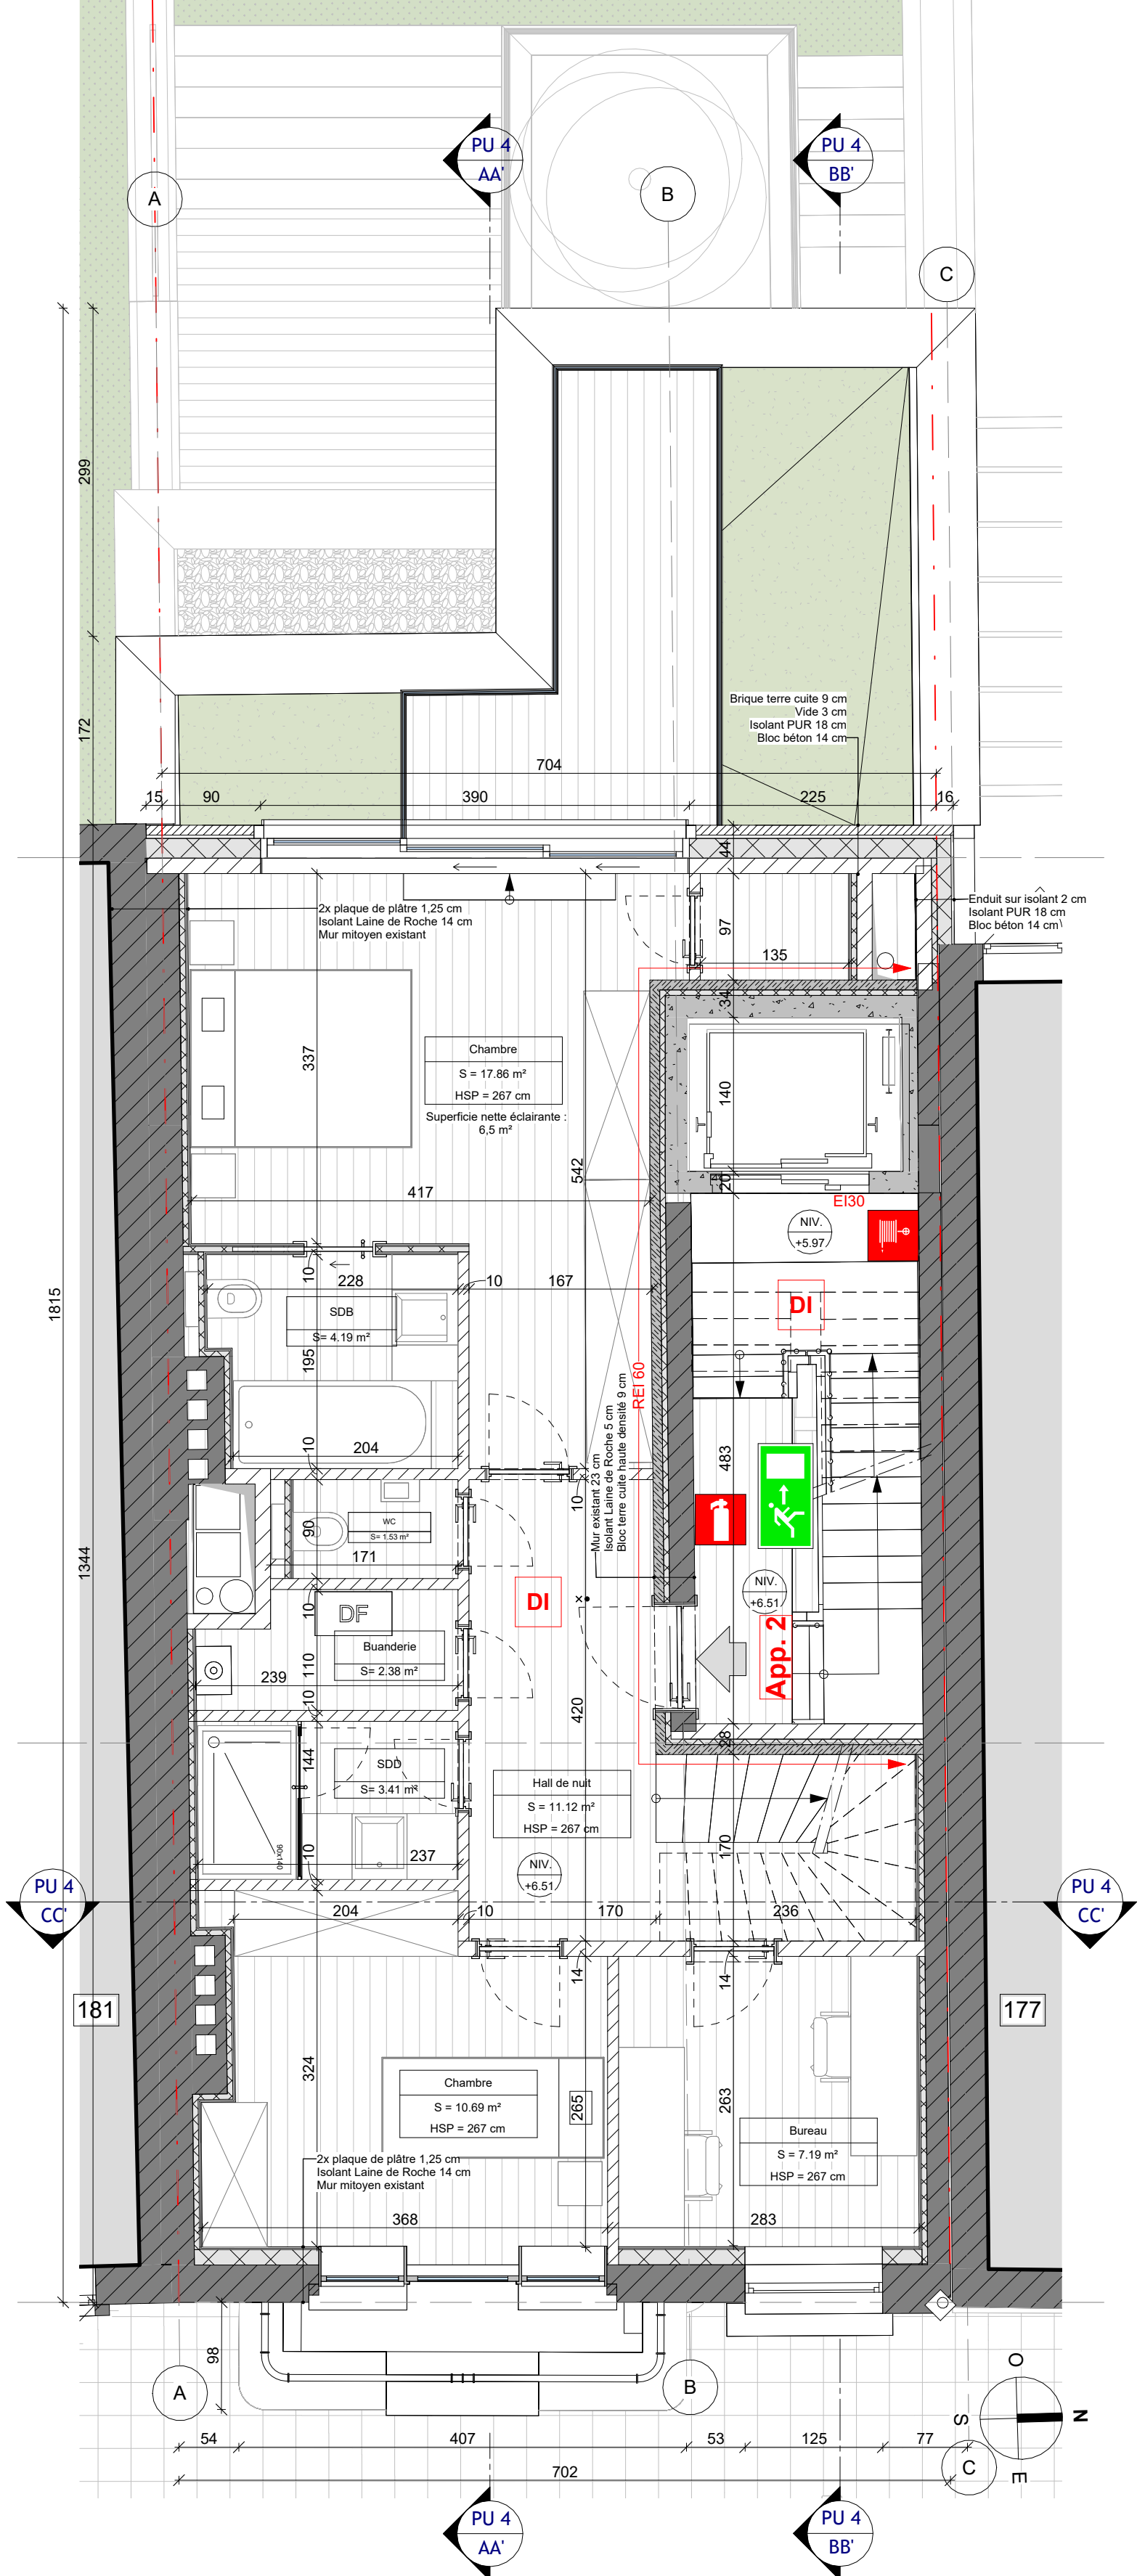 PU 4
AA'
PU 4
BB'
A
B
C
299
172
1815
1344
Brique terre cuite 9 cm
Vide 3 cm
Isolant PUR 18 cm
Bloc béton 14 cm
704
15
90
390
225
16
44
2x plaque de plâtre 1,25 cm
Isolant Laine de Roche 14 cm
Mur mitoyen existant
Enduit sur isolant 2 cm
Isolant PUR 18 cm
Bloc béton 14 cm
97
135
34
337
Chambre
S = 17.86 m²
HSP = 267 cm
Superficie nette éclairante :
6,5 m²
140
542
20
417
EI30
NIV.
+5.97
10
228
10
167
DI
SDB
S= 4.19 m²
195
REI 60
Mur existant 23 cm
Isolant Laine de Roche 5 cm
Bloc terre cuite haute densité 9 cm
204
10
10
483
WC
S= 1.53 m²
90
171
DI
NIV.
+6.51
App. 2
10
DF
Buanderie
S= 2.38 m²
110
239
10
420
28
144
SDD
S= 3.41 m²
Hall de nuit
S = 11.12 m²
HSP = 267 cm
90x140
10
237
170
NIV.
+6.51
PU 4
CC'
PU 4
CC'
204
10
170
236
14
14
181
177
324
Chambre
S = 10.69 m²
HSP = 267 cm
265
263
Bureau
S = 7.19 m²
HSP = 267 cm
2x plaque de plâtre 1,25 cm
Isolant Laine de Roche 14 cm
Mur mitoyen existant
368
283
98
A
B
O
S
N
E
C
54
407
53
125
77
702
PU 4
AA'
PU 4
BB'